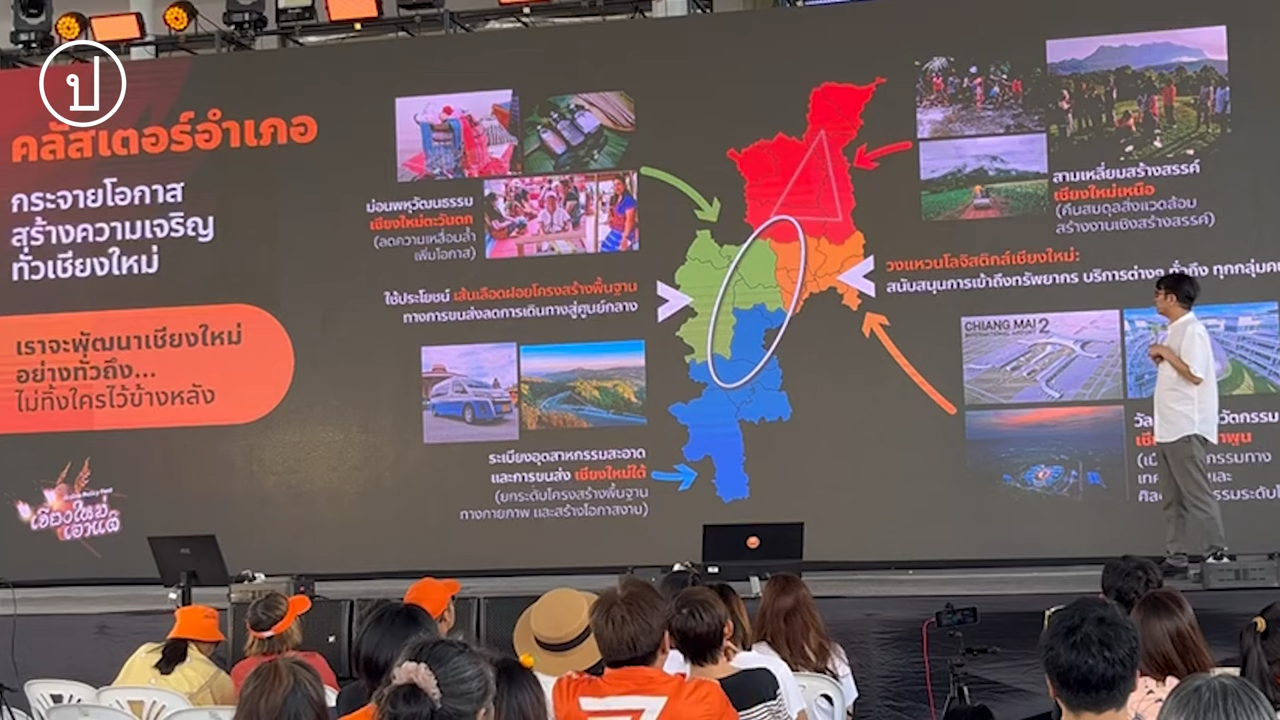 ป
คลัสเตอร์อำเภอ
กระจายโอกาส
สร้างความเจริญ
ทั่วเชียงใหม่
เราจะพัฒนาเชียงใหม่
อย่างทั่วถึง...
ไม่ทิ้งใครไว้ข้างหลัง
เชียงใหม่
เอาแต๊
ม่อนพหุวัฒนธรรม
เชียงใหม่ตะวันตก
(ลดความเหลื่อมล้ำ
เพิ่มโอกาส)
ใช้ประโยชน์ เส้นเลือดฝอยโครงสร้างพื้นฐาน
ทางการขนส่งลดการเดินทางสู่ศูนย์กลาง
ระเบียงอุตสาหกรรมสะอาด
และการขนส่ง เชียงใหม่ใต้
(ยกระดับโครงสร้างพื้นฐาน
ทางกายภาพ และสร้างโอกาสงาน)
สามเหลี่ยมสร้างสรรค์
เชียงใหม่เหนือ
(คืนสมดุลสิ่งแวดล้อม
สร้างงานเชิงสร้างสรรค์)
วงแหวนโลจิสติกส์เชียงใหม่:
สนับสนุนการเข้าถึงทรัพยากร บริการต่างๆ ทั่วถึง ทุกกลุ่มค
CHIANG MAI 2
INTERNATIONAL AIRPORT